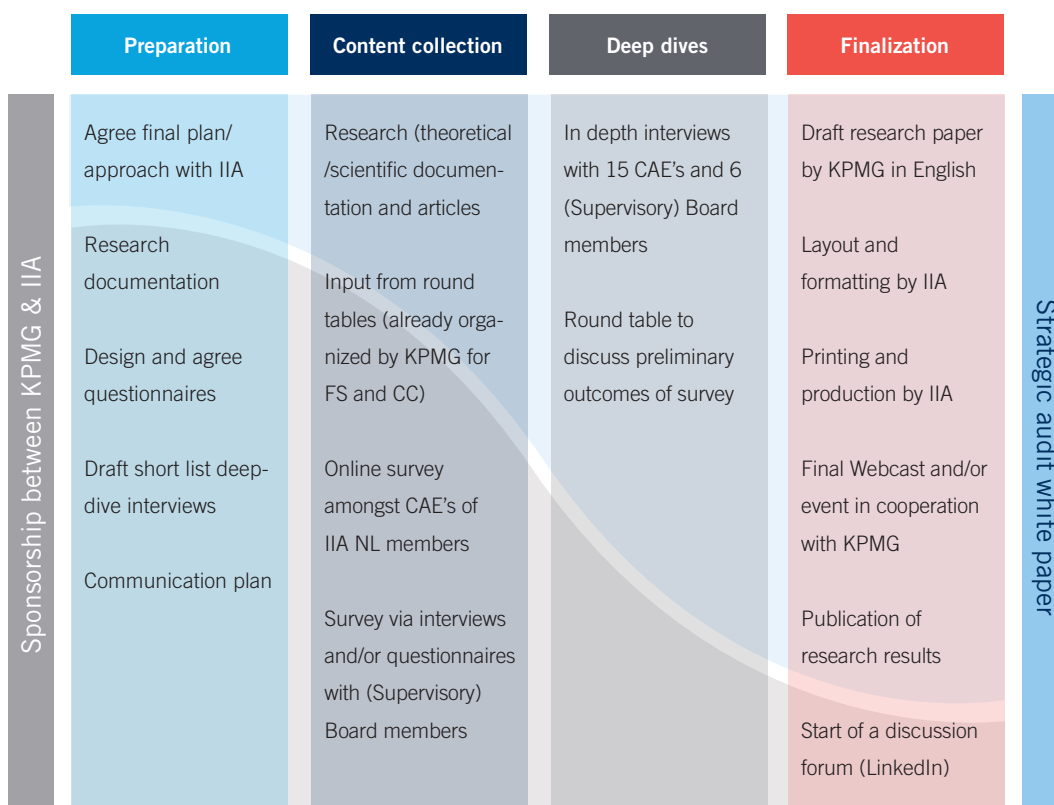 Preparation
Content collection
Deep dives
Finalization
Sponsorship between KPMG & IIA
Agree final plan/
approach with IIA
Research
documentation
Design and agree
questionnaires
Draft short list deep-
dive interviews
Communication plan
Research (theoretical
/scientific documen-
tation and articles
Input from round
tables (already orga-
nized by KPMG for
FS and CC)
Online survey
amongst CAE's of
IIA NL members
Survey via interviews
and/or questionnaires
with (Supervisory)
Board members
In depth interviews
with 15 CAE's and 6
(Supervisory) Board
members
Round table to
discuss preliminary
outcomes of survey
Draft research paper
by KPMG in English
Layout and
formatting by IIA
Printing and
production by IIA
Final Webcast and/or
event in cooperation
with KPMG
Publication of
research results
Start of a discussion
forum (LinkedIn)
Strategic audit white paper